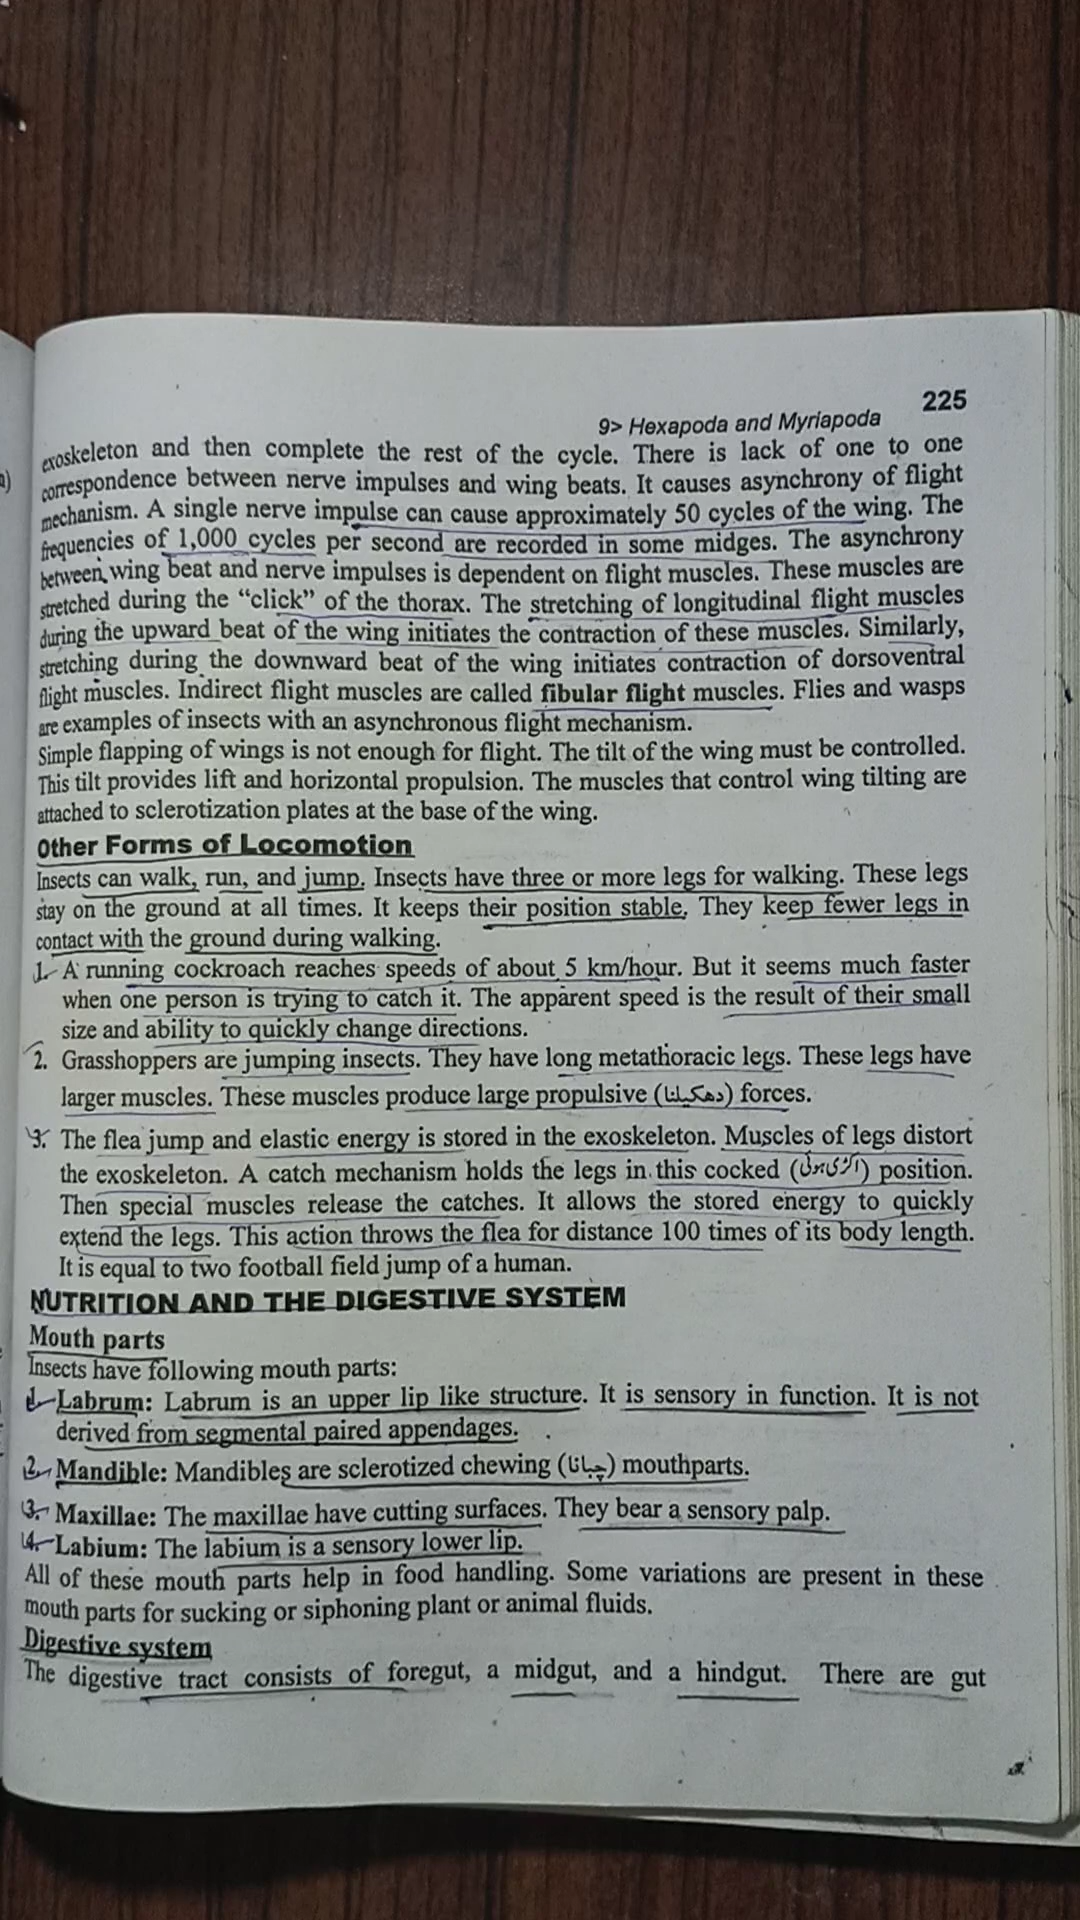 225
9> Hexapoda and Myriapoda
exoskeleton and then complete the rest of the cycle. There is lack of one to one
correspondence between nerve impulses and wing beats. It causes asynchrony of flight
mechanism. A single nerve impulse can cause approximately 50 cycles of the wing. The
frequencies of 1,000 cycles per second are recorded in some midges. The asynchrony
between wing beat and nerve impulses is dependent on flight muscles. These muscles are
stretched during the “click” of the thorax. The stretching of longitudinal flight muscles
during the upward beat of the wing initiates the contraction of these muscles. Similarly,
stretching during the downward beat of the wing initiates contraction of dorsoventral
flight muscles. Indirect flight muscles are called fibular flight muscles. Flies and wasps
are examples of insects with an asynchronous flight mechanism.
Simple flapping of wings is not enough for flight. The tilt of the wing must be controlled.
This tilt provides lift and horizontal propulsion. The muscles that control wing tilting are
attached to sclerotization plates at the base of the wing.
Other Forms of Locomotion
Insects can walk, run, and jump. Insects have three or more legs for walking. These legs
stay on the ground at all times. It keeps their position stable. They keep fewer legs in
contact with the ground during walking.
1. A running cockroach reaches speeds of about 5 km/hour. But it seems much faster
when one person is trying to catch it. The apparent speed is the result of their small
size and ability to quickly change directions.
2. Grasshoppers are jumping insects. They have long metathoracic legs. These legs have
larger muscles. These muscles produce large propulsive (دھکیلنا) forces.
3. The flea jump and elastic energy is stored in the exoskeleton. Muscles of legs distort
the exoskeleton. A catch mechanism holds the legs in this cocked position.
Then special muscles release the catches. It allows the stored energy to quickly
extend the legs. This action throws the flea for distance 100 times of its body length.
It is equal to two football field jump of a human.
NUTRITION AND THE DIGESTIVE SYSTEM
Mouth parts
Insects have following mouth parts:
1. Labrum: Labrum is an upper lip like structure. It is sensory in function. It is not
derived from segmental paired appendages.
2. Mandible: Mandibles are sclerotized chewing (چبانا) mouthparts.
3. Maxillae: The maxillae have cutting surfaces. They bear a sensory palp.
4. Labium: The labium is a sensory lower lip.
All of these mouth parts help in food handling. Some variations are present in these
mouth parts for sucking or siphoning plant or animal fluids.
Digestive system
The digestive tract consists of foregut, a midgut, and a hindgut. There are gut